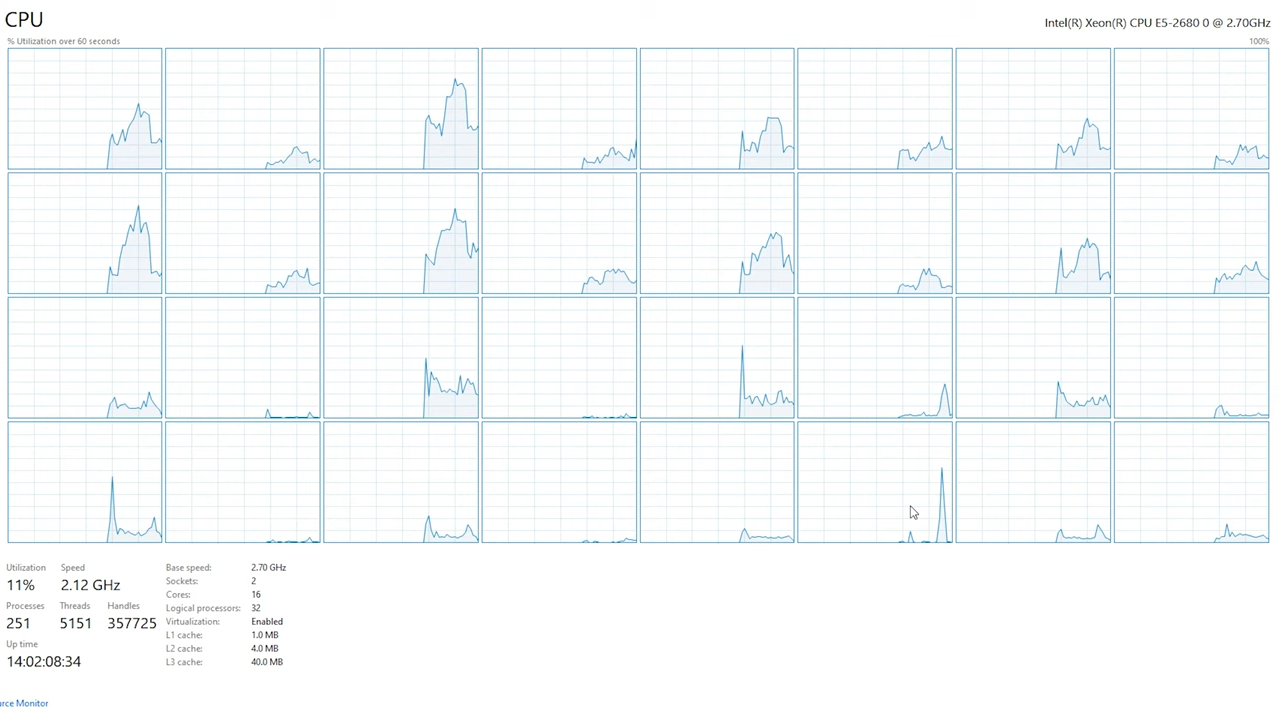 CPU
Intel(R) Xeon(R) CPU E5-2680 0 @ 2.70GHz
% Utilization over 60 seconds
100%
Utilization Speed
11% 2.12 GHz
Processes Threads Handles
251 5151 357725
Up time
14:02:08:34
Base speed: 2.70 GHz
Sockets: 2
Cores: 16
Logical processors: 32
Virtualization: Enabled
L1 cache: 1.0 MB
L2 cache: 4.0 MB
L3 cache: 40.0 MB
urce Monitor